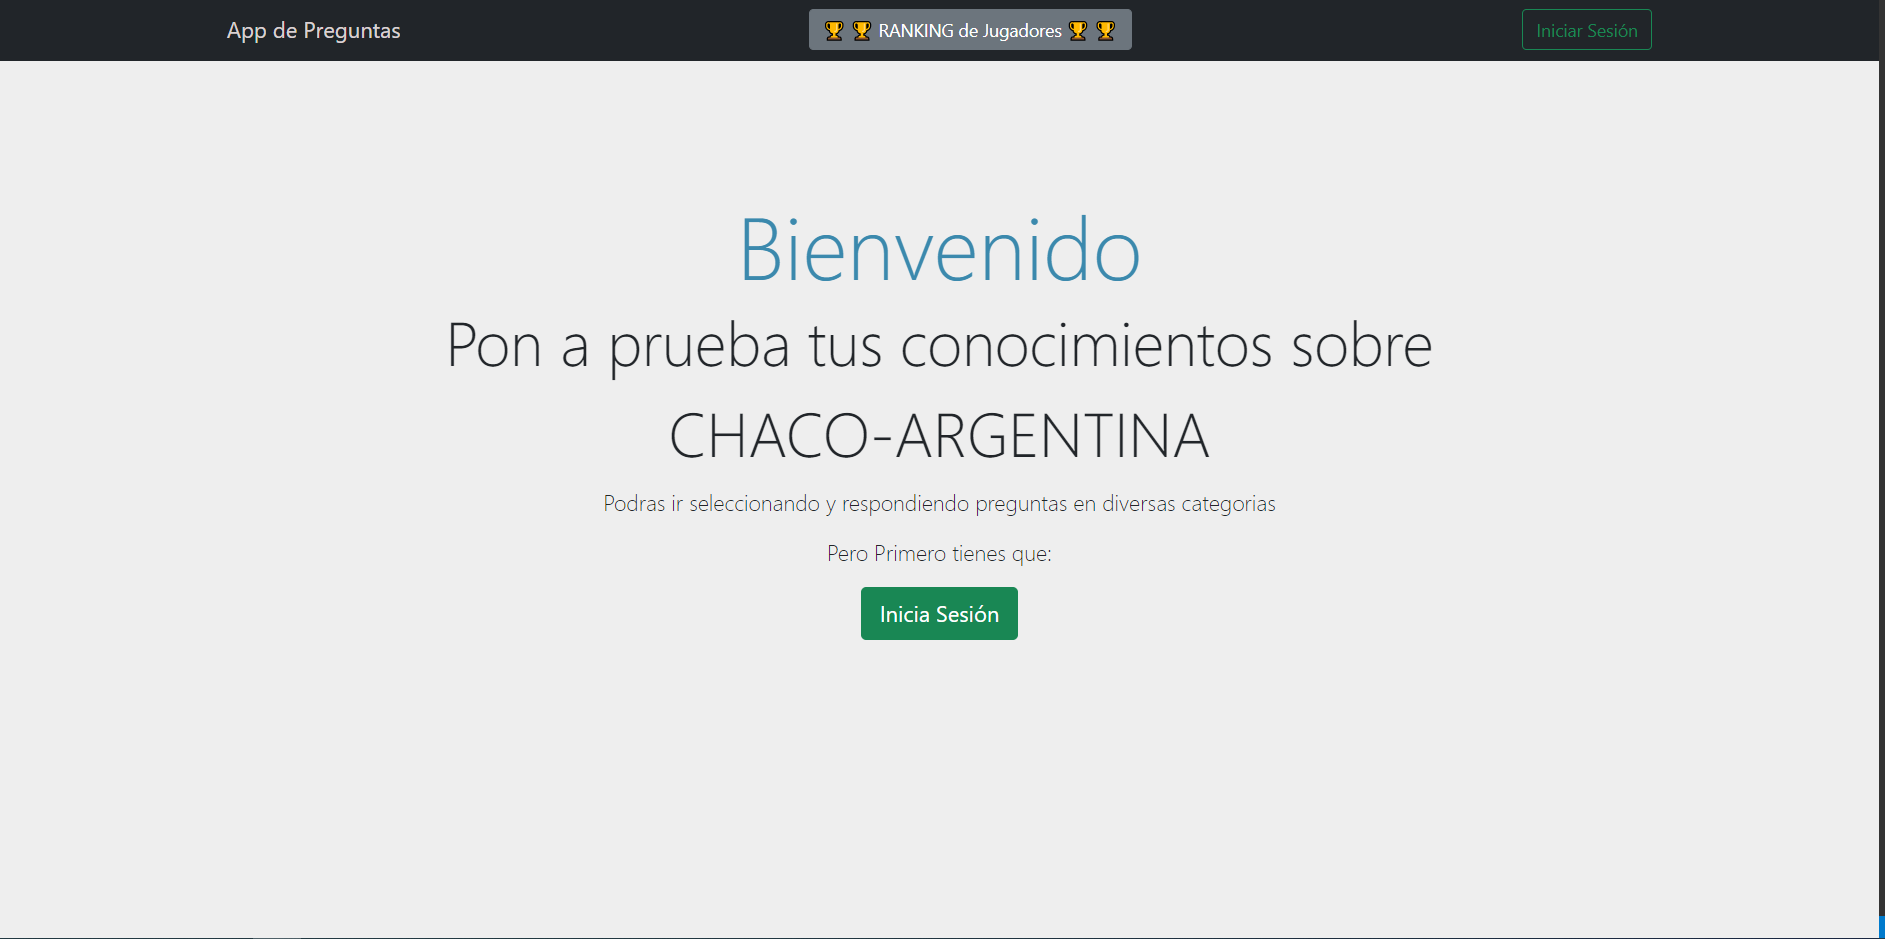 App de Preguntas
🏆 🏆 RANKING de Jugadores 🏆 🏆
Iniciar Sesión
Bienvenido
Pon a prueba tus conocimientos sobre
CHACO-ARGENTINA
Podras ir seleccionando y respondiendo preguntas en diversas categorias
Pero Primero tienes que:
Inicia Sesión